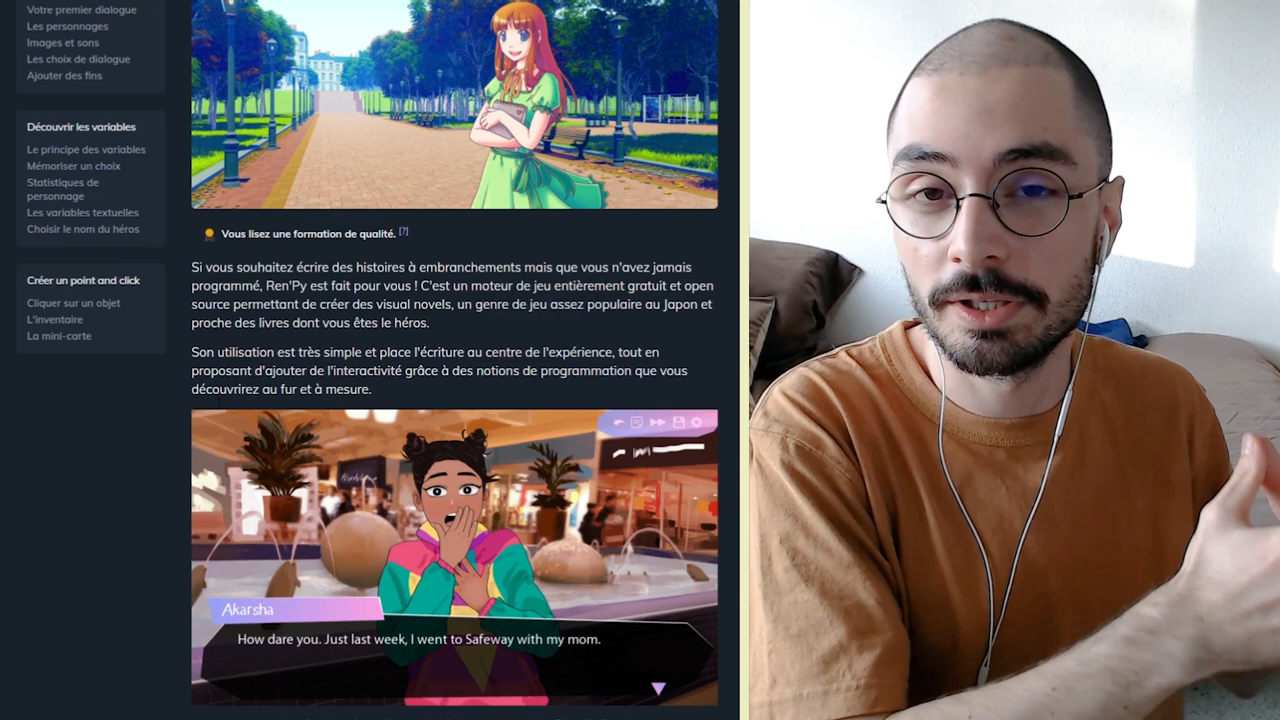 Votre premier dialogue
Les personnages
Images et sons
Les choix de dialogue
Ajouter des fins
Découvrir les variables
Le principe des variables
Mémoriser un choix
Statistiques de
personnage
Les variables textuelles
Choisir le nom du héros
Créer un point and click
Cliquer sur un objet
L'inventaire
La mini-carte
Vous lisez une formation de qualité. [?]
Si vous souhaitez écrire des histoires à embranchements mais que vous n'avez jamais
programmé, Ren'Py est fait pour vous ! C'est un moteur de jeu entièrement gratuit et open
source permettant de créer des visual novels, un genre de jeu assez populaire au Japon et
proche des livres dont vous êtes le héros.
Son utilisation est très simple et place l'écriture au centre de l'expérience, tout en
proposant d'ajouter de l'interactivité grâce à des notions de programmation que vous
découvrirez au fur et à mesure.
Akarsha
How dare you. Just last week, I went to Safeway with my mom.